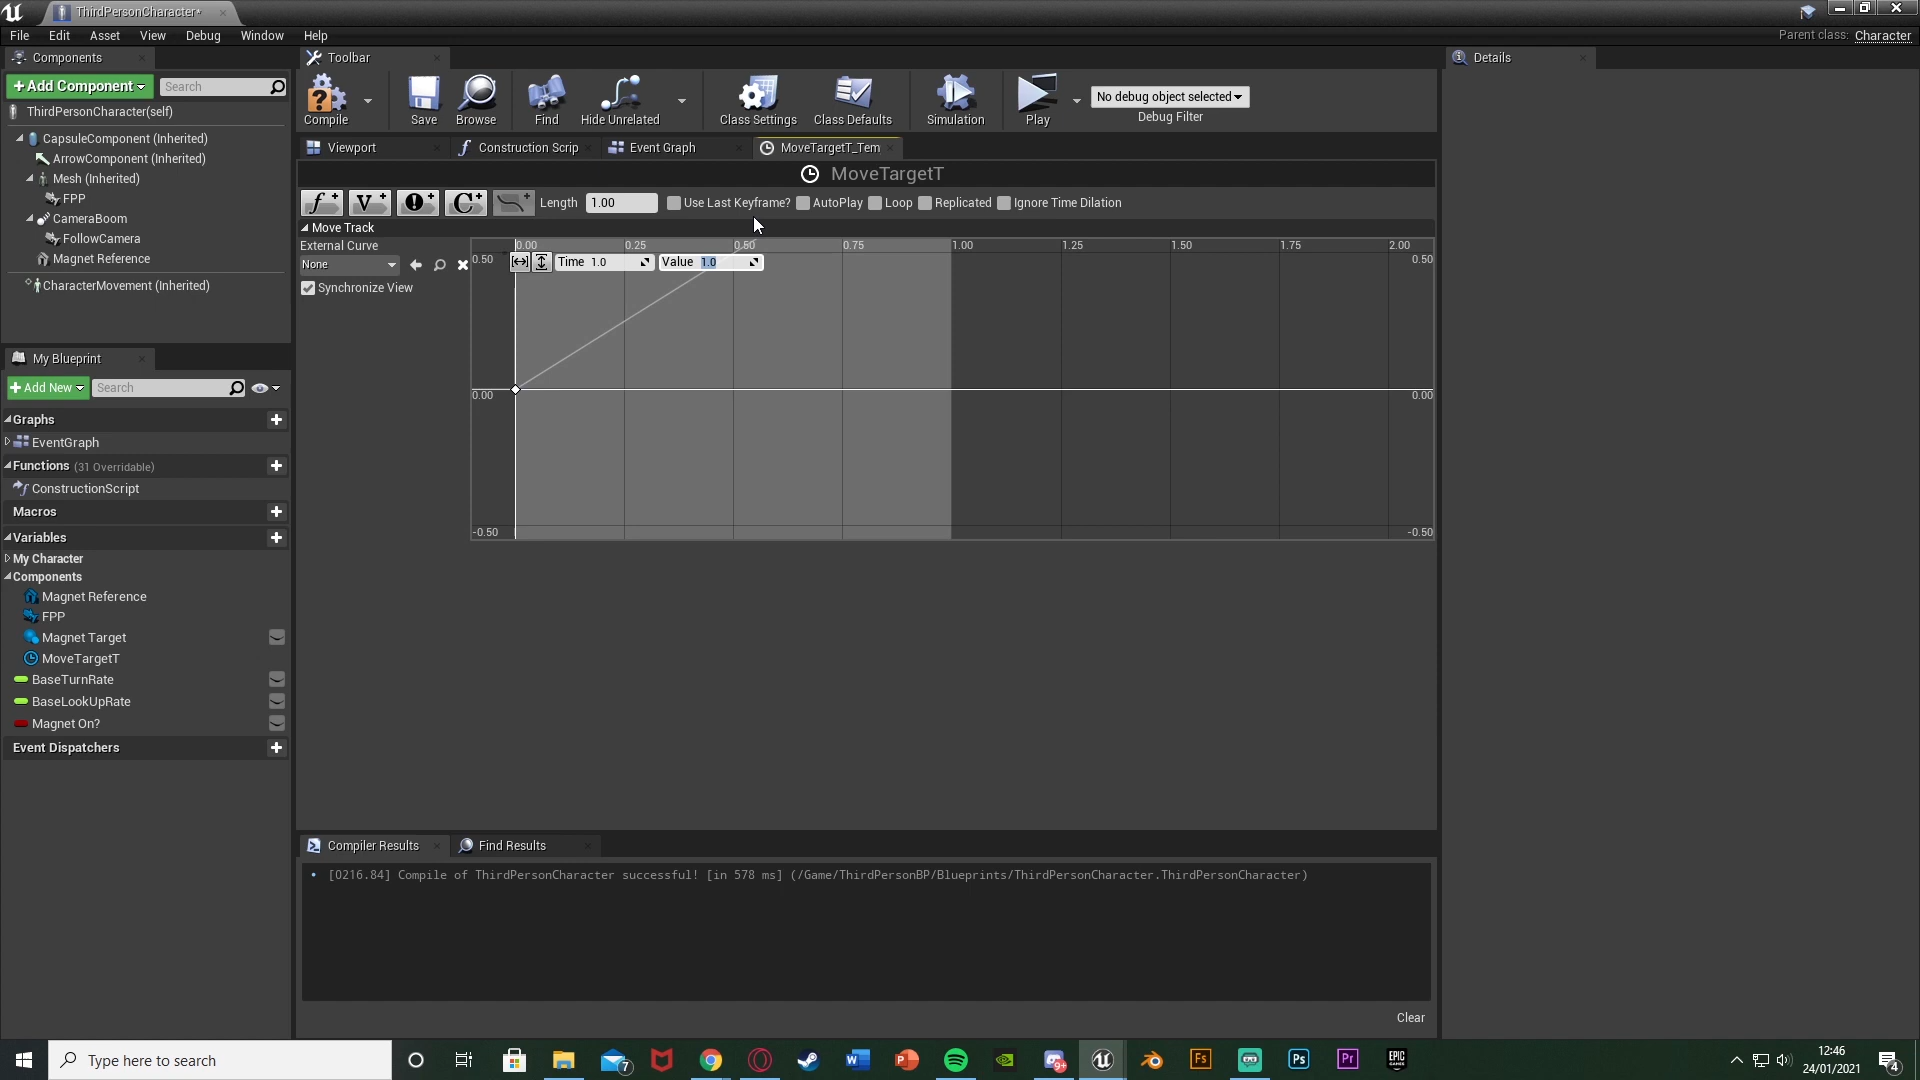 ThirdPersonCharacter*
File Edit Asset View Debug Window Help
Parent class: Character
Components
Toolbar
Details
+Add Component
Search
ThirdPersonCharacter(self)
CapsuleComponent (Inherited)
ArrowComponent (Inherited)
Mesh (Inherited)
FPP
CameraBoom
FollowCamera
Magnet Reference
CharacterMovement (Inherited)
Compile
Save
Browse
Find
Hide Unrelated
Class Settings
Class Defaults
Simulation
Play
No debug object selected
Debug Filter
Viewport
Construction Scrip
Event Graph
MoveTargetT_Tem
MoveTargetT
Length 1.00 Use Last Keyframe? AutoPlay Loop Replicated Ignore Time Dilation
Move Track
External Curve
None
Synchronize View
0.00 0.25 0.50 0.75 1.00 1.25 1.50 1.75 2.00
0.50 Time 1.0 Value 1.0 0.50
0.00 0.00
-0.50 -0.50
My Blueprint
+Add New
Search
Graphs
EventGraph
Functions (31 Overridable)
ConstructionScript
Macros
Variables
My Character
Components
Magnet Reference
FPP
Magnet Target
MoveTargetT
BaseTurnRate
BaseLookUpRate
Magnet On?
Event Dispatchers
Compiler Results
Find Results
[0216.84] Compile of ThirdPersonCharacter successful! [in 578 ms] (/Game/ThirdPersonBP/Blueprints/ThirdPersonCharacter.ThirdPersonCharacter)
Clear
Type here to search
12:46
24/01/2021